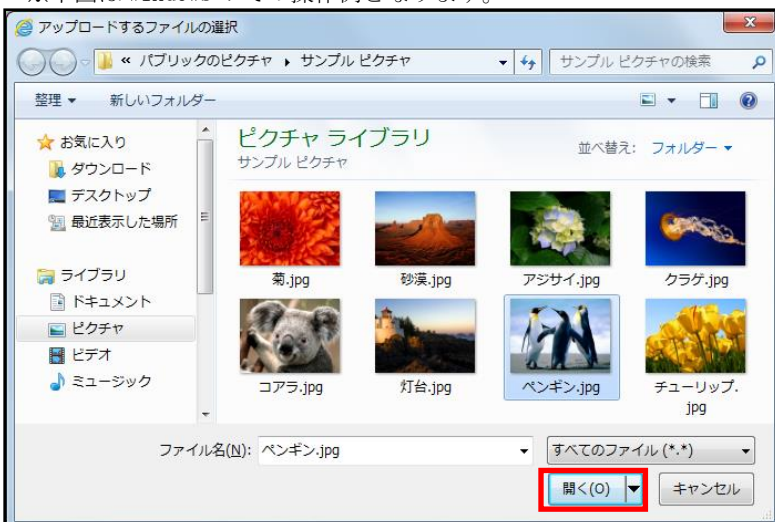 アップロードするファイルの選択
« パブリックのピクチャ ▸ サンプル ピクチャ
サンプル ピクチャの検索
整理 ▼ 新しいフォルダー
お気に入り
ダウンロード
デスクトップ
最近表示した場所
ライブラリ
ドキュメント
ピクチャ
ビデオ
ミュージック
ピクチャ ライブラリ
サンプル ピクチャ
並べ替え: フォルダー ▼
菊.jpg 砂漠.jpg アジサイ.jpg クラゲ.jpg
コアラ.jpg 灯台.jpg ペンギン.jpg チューリップ.
jpg
ファイル名(N): ペンギン.jpg すべてのファイル (*.*)
開く(O) キャンセル